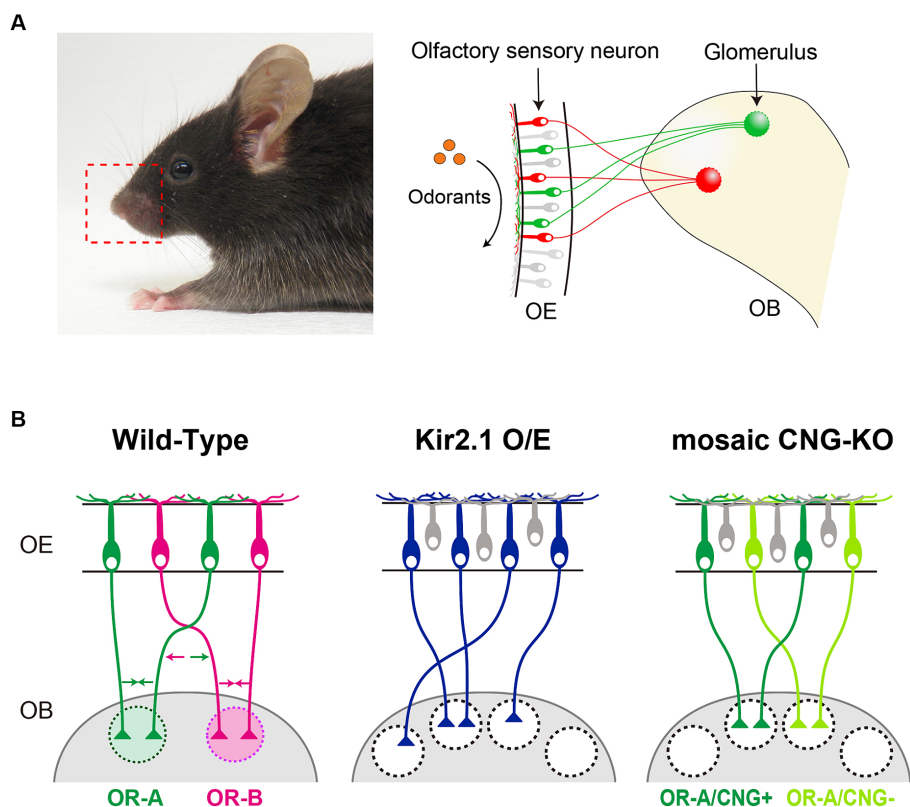 A
Olfactory sensory neuron
Glomerulus
Odorants
OE
OB
B
Wild-Type
Kir2.1 O/E
mosaic CNG-KO
OE
OB
OR-A
OR-B
OR-A/CNG+
OR-A/CNG-